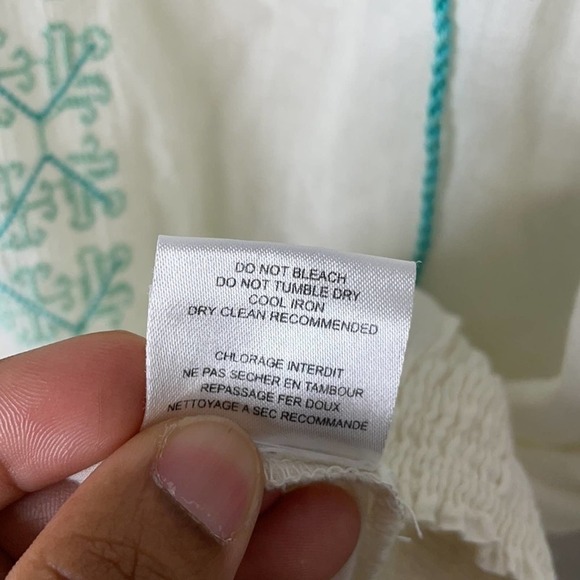 DO NOT BLEACH
DO NOT TUMBLE DRY
COOL IRON
DRY CLEAN RECOMMENDED
CHLORAGE INTERDIT
NE PAS SECHER EN TAMBOUR
REPASSAGE FER DOUX
NETTOYAGE A SEC RECOMMANDE